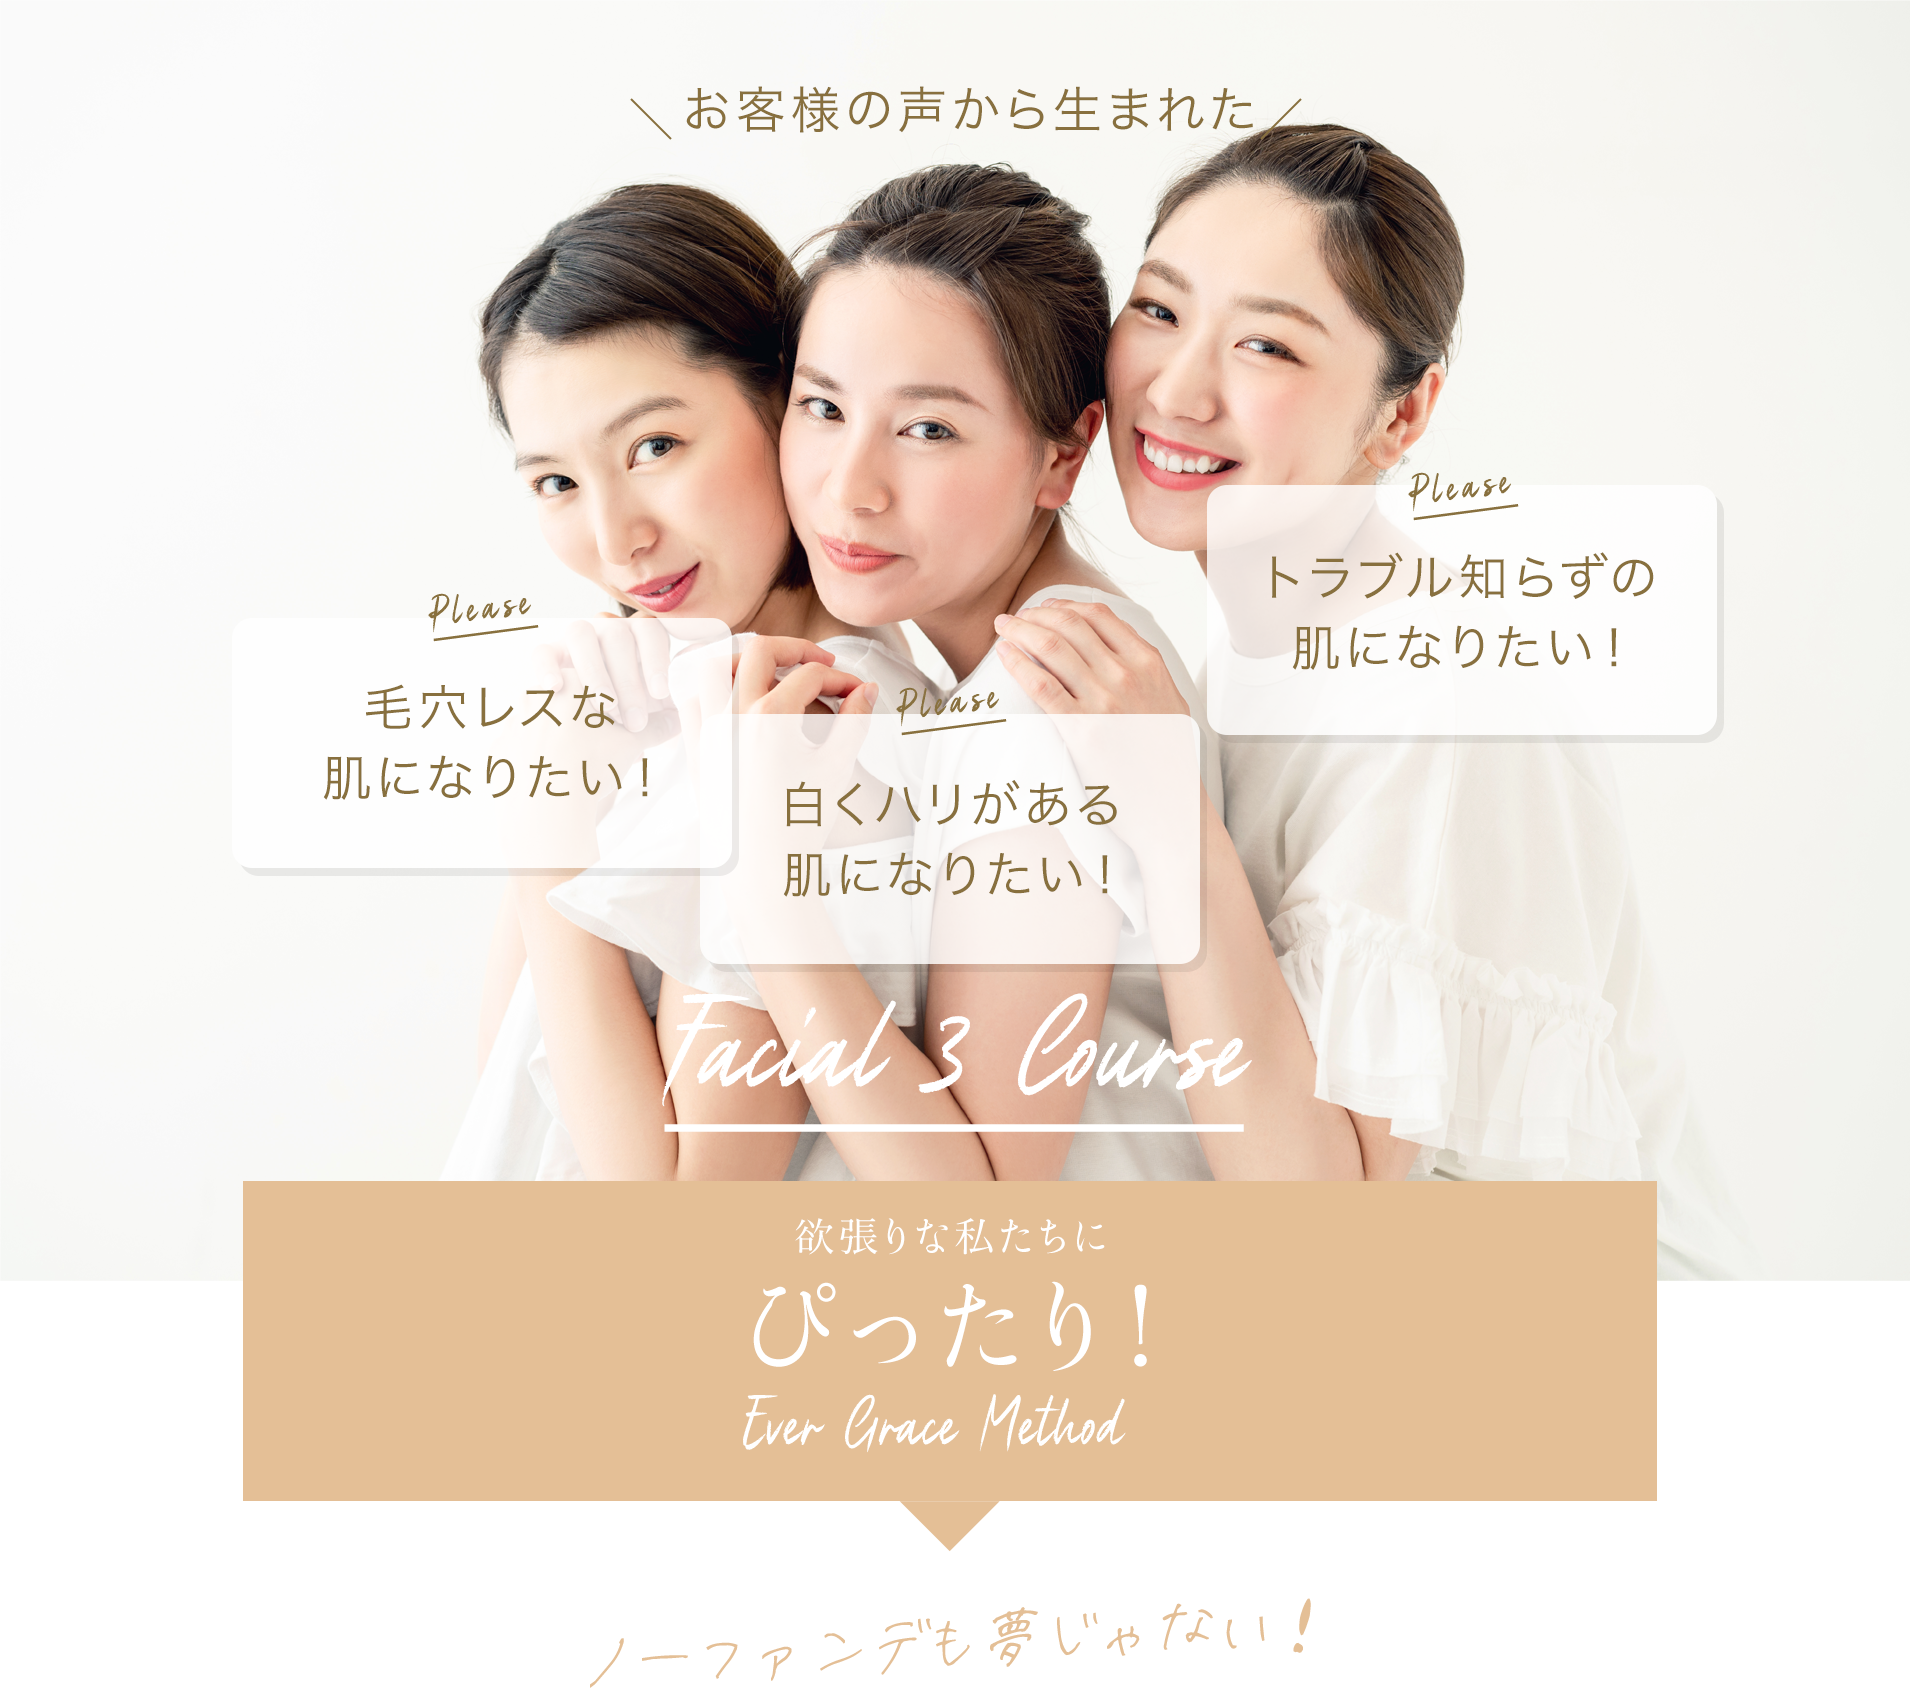 お客様の声から生まれた
Please
トラブル知らずの
肌になりたい！
Please
毛穴レスな
肌になりたい！
Please
白くハリがある
肌になりたい！
Facial 3 Course
欲張りな私たちに
ぴったり！
Ever Grace Method
ノーファンデも夢じゃない！